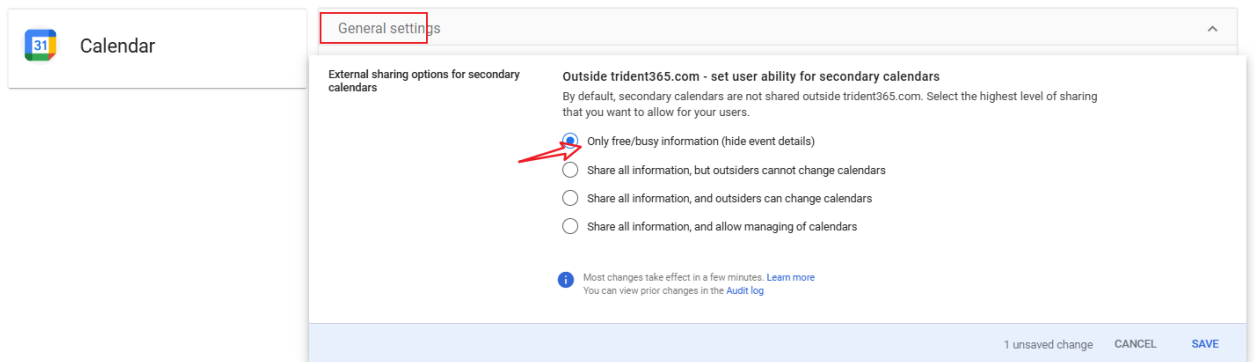 31
Calendar
General settings
External sharing options for secondary
calendars
Outside trident365.com - set user ability for secondary calendars
By default, secondary calendars are not shared outside trident365.com. Select the highest level of sharing
that you want to allow for your users.
Only free/busy information (hide event details)
Share all information, but outsiders cannot change calendars
Share all information, and outsiders can change calendars
Share all information, and allow managing of calendars
Most changes take effect in a few minutes. Learn more
You can view prior changes in the Audit log
1 unsaved change CANCEL SAVE